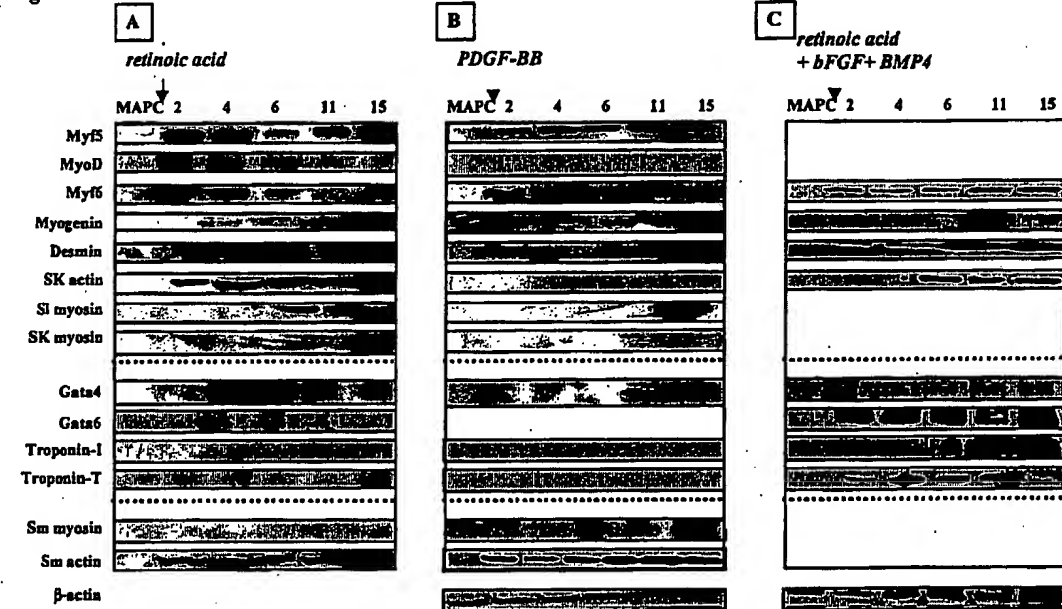 A
retinoic acid
MAPC 2 4 6 11 15
B
PDGF-BB
MAPC 2 4 6 11 15
C
retinoic acid
+ bFGF+ BMP4
MAPC 2 4 6 11 15
Myf5
MyoD
Myf6
Myogenin
Desmin
SK actin
Sl myosin
SK myosin
Gata4
Gata6
Troponin-I
Troponin-T
Sm myosin
Sm actin
β-actin